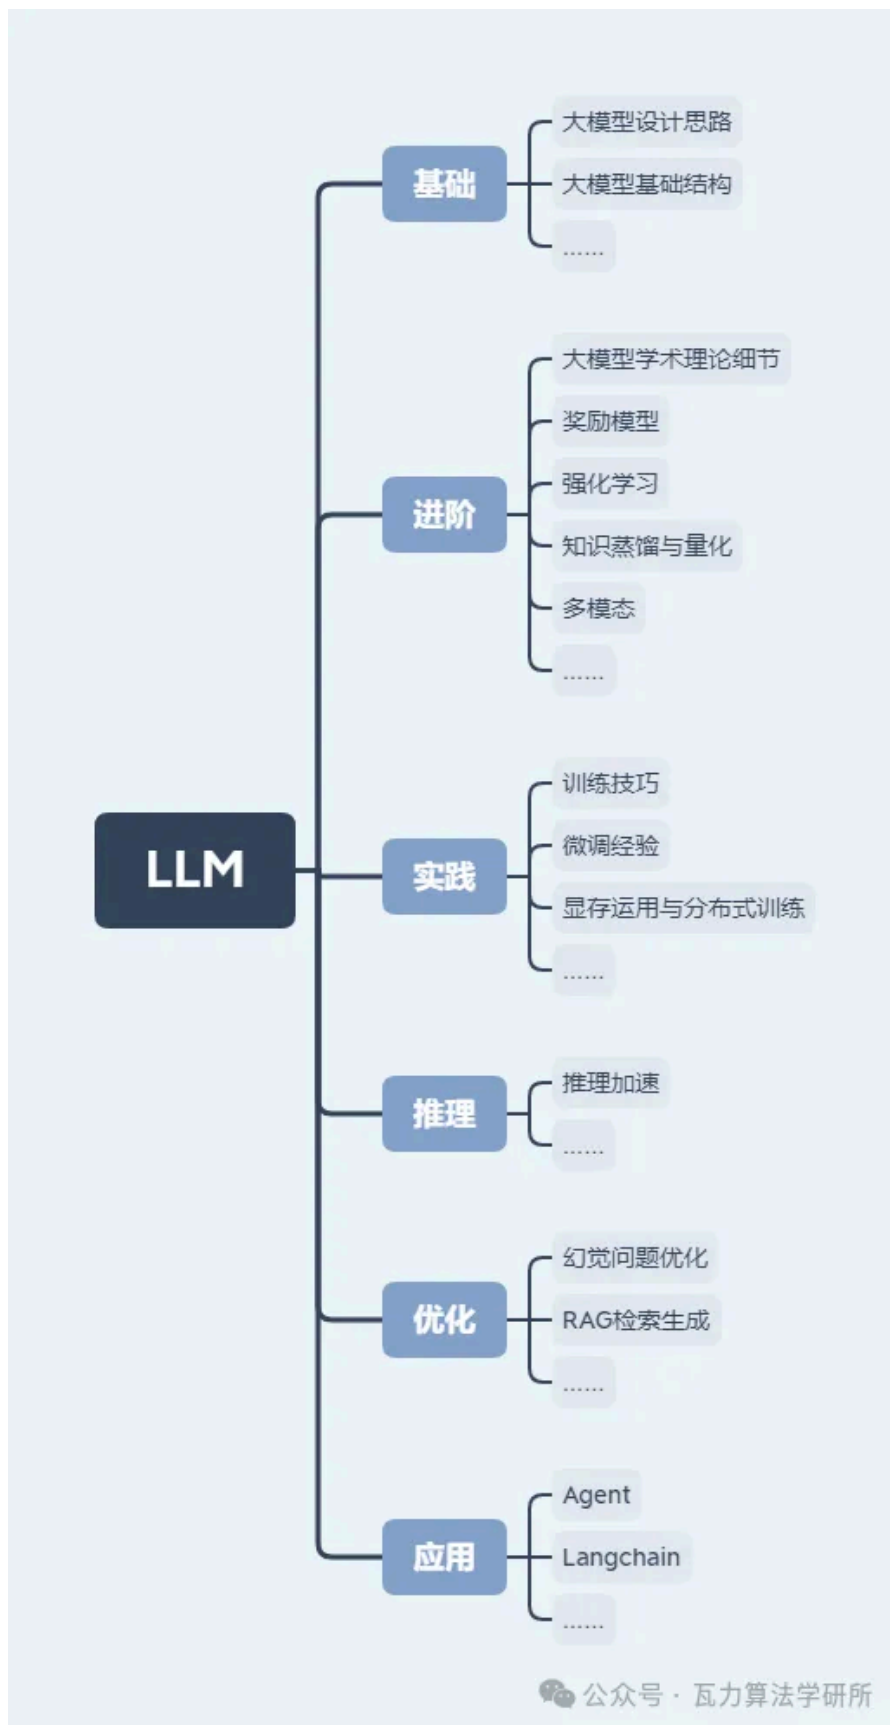 LLM
基础
大模型设计思路
大模型基础结构
……
进阶
大模型学术理论细节
奖励模型
强化学习
知识蒸馏与量化
多模态
……
实践
训练技巧
微调经验
显存运用与分布式训练
……
推理
推理加速
……
优化
幻觉问题优化
RAG检索生成
……
应用
Agent
Langchain
……
公众号 · 瓦力算法学研所